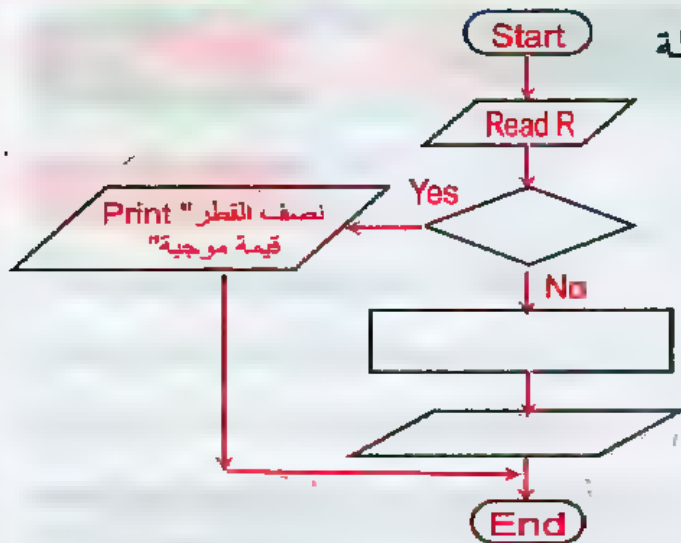 Start
Read R
Yes
Print "نصف القطر
قيمة موجبة"
No
End